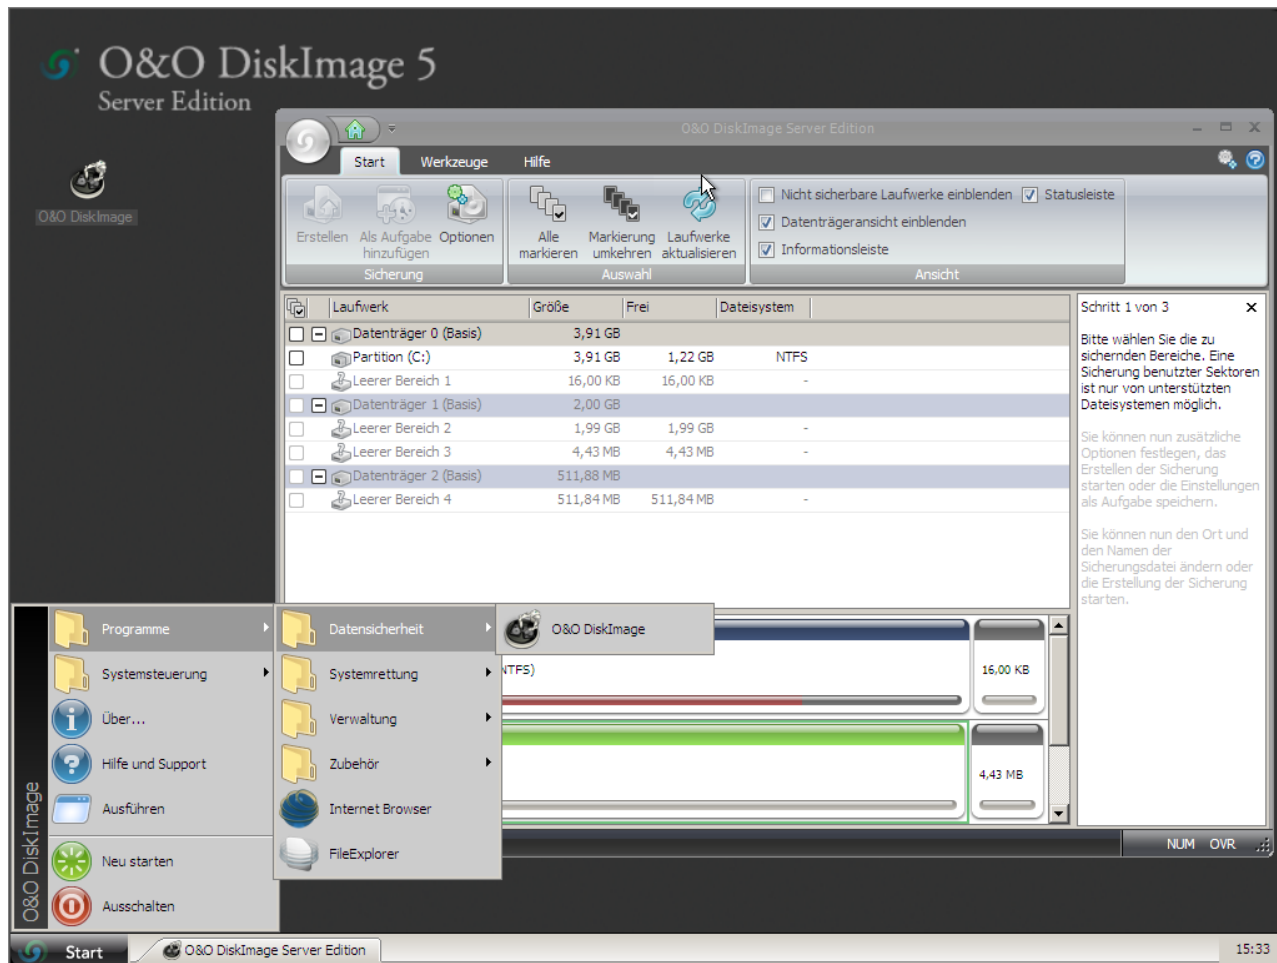 O&O DiskImage 5
Server Edition
O&O DiskImage
O&O DiskImage Server Edition
Start Werkzeuge Hilfe
Erstellen
Als Aufgabe
hinzufügen
Optionen
Sicherung
Alle
markieren
Markierung
umkehren
Laufwerke
aktualisieren
Auswahl
Nicht sicherbare Laufwerke einblenden
Statusleiste
Datenträgeransicht einblenden
Informationsleiste
Ansicht
Laufwerk Größe Frei Dateisystem
Datenträger 0 (Basis) 3,91 GB
Partition (C:) 3,91 GB 1,22 GB NTFS
Leerer Bereich 1 16,00 KB 16,00 KB -
Datenträger 1 (Basis) 2,00 GB
Leerer Bereich 2 1,99 GB 1,99 GB -
Leerer Bereich 3 4,43 MB 4,43 MB -
Datenträger 2 (Basis) 511,88 MB
Leerer Bereich 4 511,84 MB 511,84 MB -
Schritt 1 von 3
Bitte wählen Sie die zu
sichernden Bereiche. Eine
Sicherung benutzter Sektoren
ist nur von unterstützten
Dateisystemen möglich.
Sie können nun zusätzliche
Optionen festlegen, das
Erstellen der Sicherung
starten oder die Einstellungen
als Aufgabe speichern.
Sie können nun den Ort und
den Namen der
Sicherungsdatei ändern oder
die Erstellung der Sicherung
starten.
O&O DiskImage
Programme
Systemsteuerung
Über...
Hilfe und Support
Ausführen
Neu starten
Ausschalten
Datensicherheit
Systemrettung
Verwaltung
Zubehör
Internet Browser
FileExplorer
O&O DiskImage
NTFS)
16,00 KB
4,43 MB
NUM OVR
Start
O&O DiskImage Server Edition
15:33